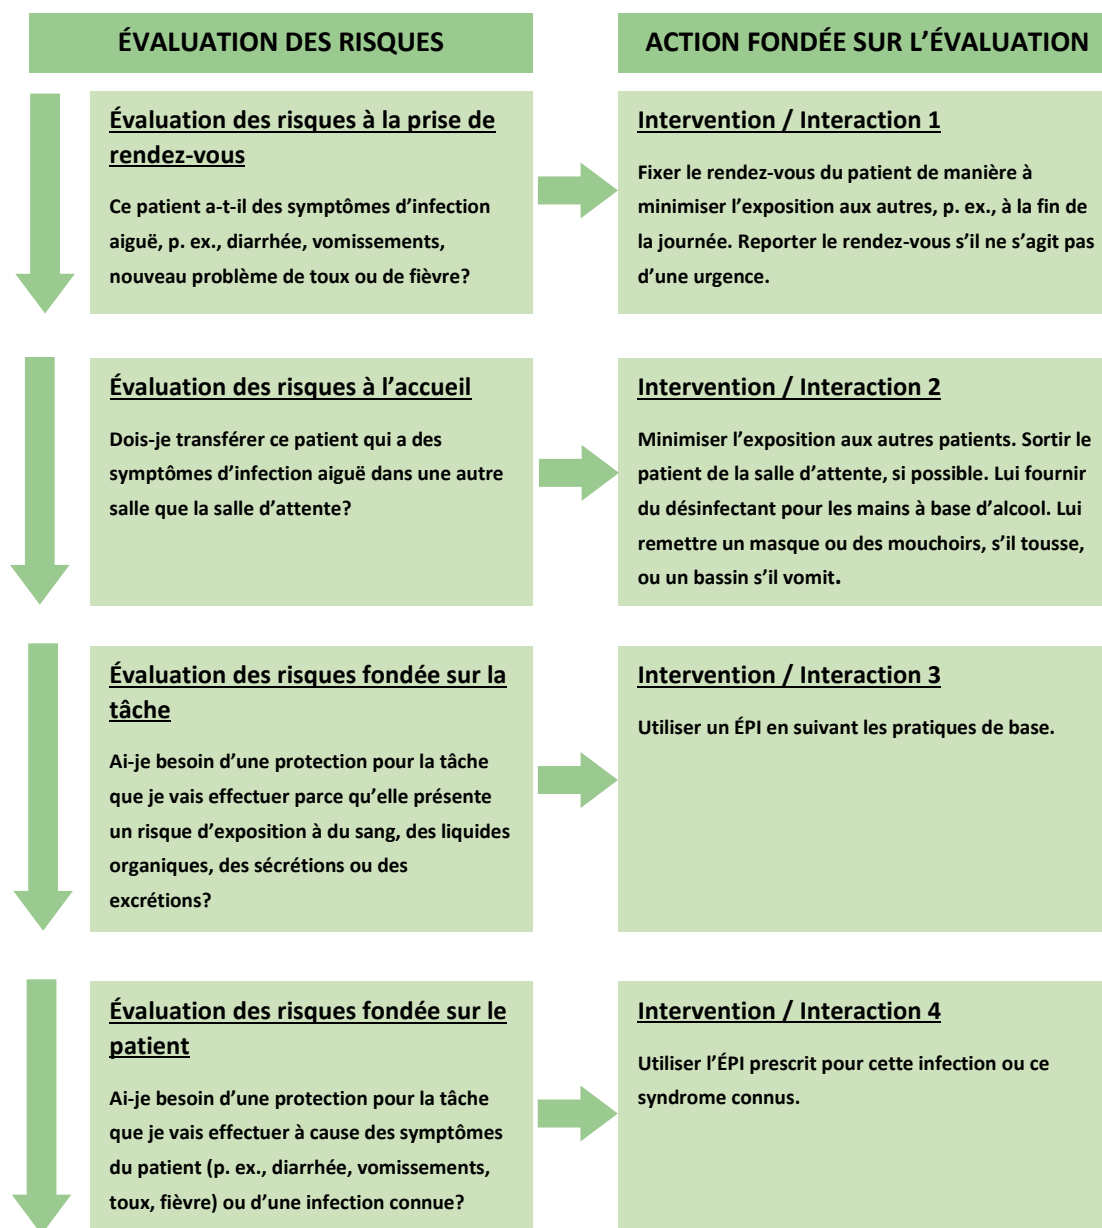 ÉVALUATION DES RISQUES
ACTION FONDÉE SUR L’ÉVALUATION
Évaluation des risques à la prise de
rendez-vous
Ce patient a-t-il des symptômes d’infection
aiguë, p. ex., diarrhée, vomissements,
nouveau problème de toux ou de fièvre?
Intervention / Interaction 1
Fixer le rendez-vous du patient de manière à
minimiser l’exposition aux autres, p. ex., à la fin de
la journée. Reporter le rendez-vous s’il ne s’agit pas
d’une urgence.
Évaluation des risques à l’accueil
Dois-je transférer ce patient qui a des
symptômes d’infection aiguë dans une autre
salle que la salle d’attente?
Intervention / Interaction 2
Minimiser l’exposition aux autres patients. Sortir le
patient de la salle d’attente, si possible. Lui fournir
du désinfectant pour les mains à base d’alcool. Lui
remettre un masque ou des mouchoirs, s’il tousse,
ou un bassin s’il vomit.
Évaluation des risques fondée sur la
tâche
Ai-je besoin d’une protection pour la tâche
que je vais effectuer parce qu’elle présente
un risque d’exposition à du sang, des liquides
organiques, des sécrétions ou des
excrétions?
Intervention / Interaction 3
Utiliser un ÉPI en suivant les pratiques de base.
Évaluation des risques fondée sur le
patient
Ai-je besoin d’une protection pour la tâche
que je vais effectuer à cause des symptômes
du patient (p. ex., diarrhée, vomissements,
toux, fièvre) ou d’une infection connue?
Intervention / Interaction 4
Utiliser l’ÉPI prescrit pour cette infection ou ce
syndrome connus.